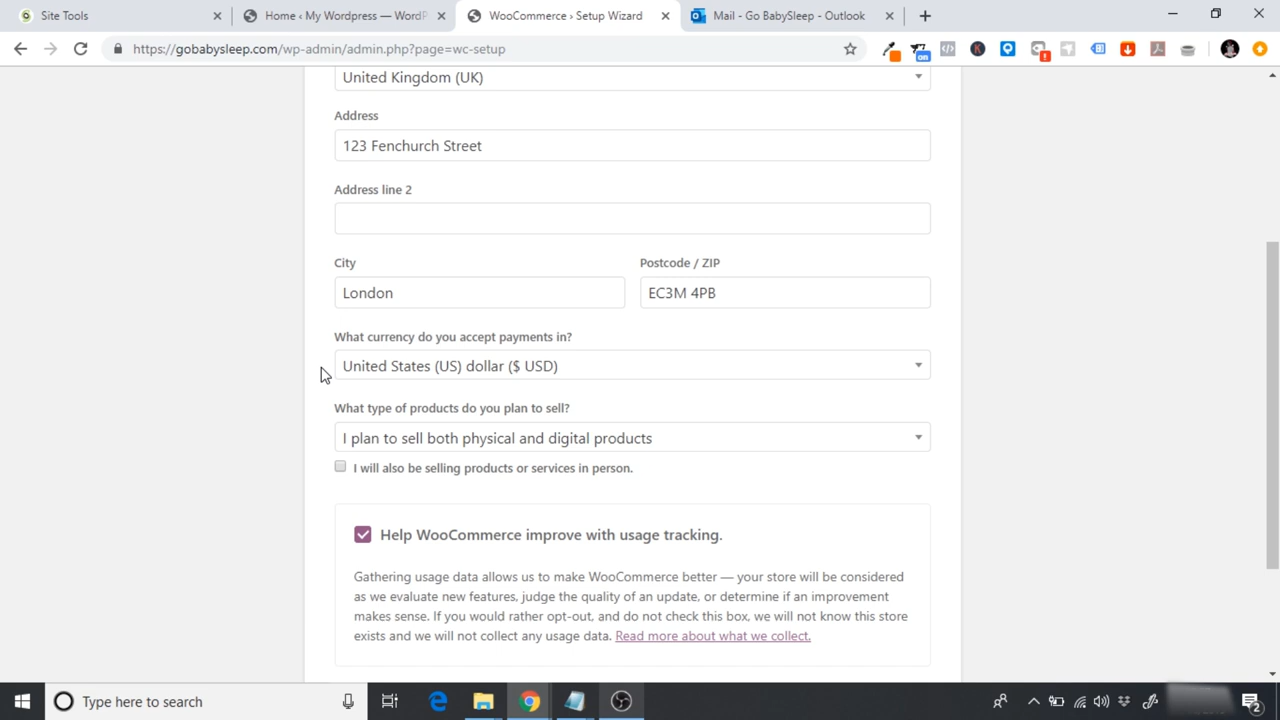 Site Tools
Home ‹ My Wordpress — WordP
WooCommerce › Setup Wizard
Mail - Go BabySleep - Outlook
https://gobabysleep.com/wp-admin/admin.php?page=wc-setup
on
United Kingdom (UK)
Address
123 Fenchurch Street
Address line 2
City
Postcode / ZIP
London
EC3M 4PB
What currency do you accept payments in?
United States (US) dollar ($ USD)
What type of products do you plan to sell?
I plan to sell both physical and digital products
I will also be selling products or services in person.
Help WooCommerce improve with usage tracking.
Gathering usage data allows us to make WooCommerce better — your store will be considered
as we evaluate new features, judge the quality of an update, or determine if an improvement
makes sense. If you would rather opt-out, and do not check this box, we will not know this store
exists and we will not collect any usage data. Read more about what we collect.
Type here to search
2